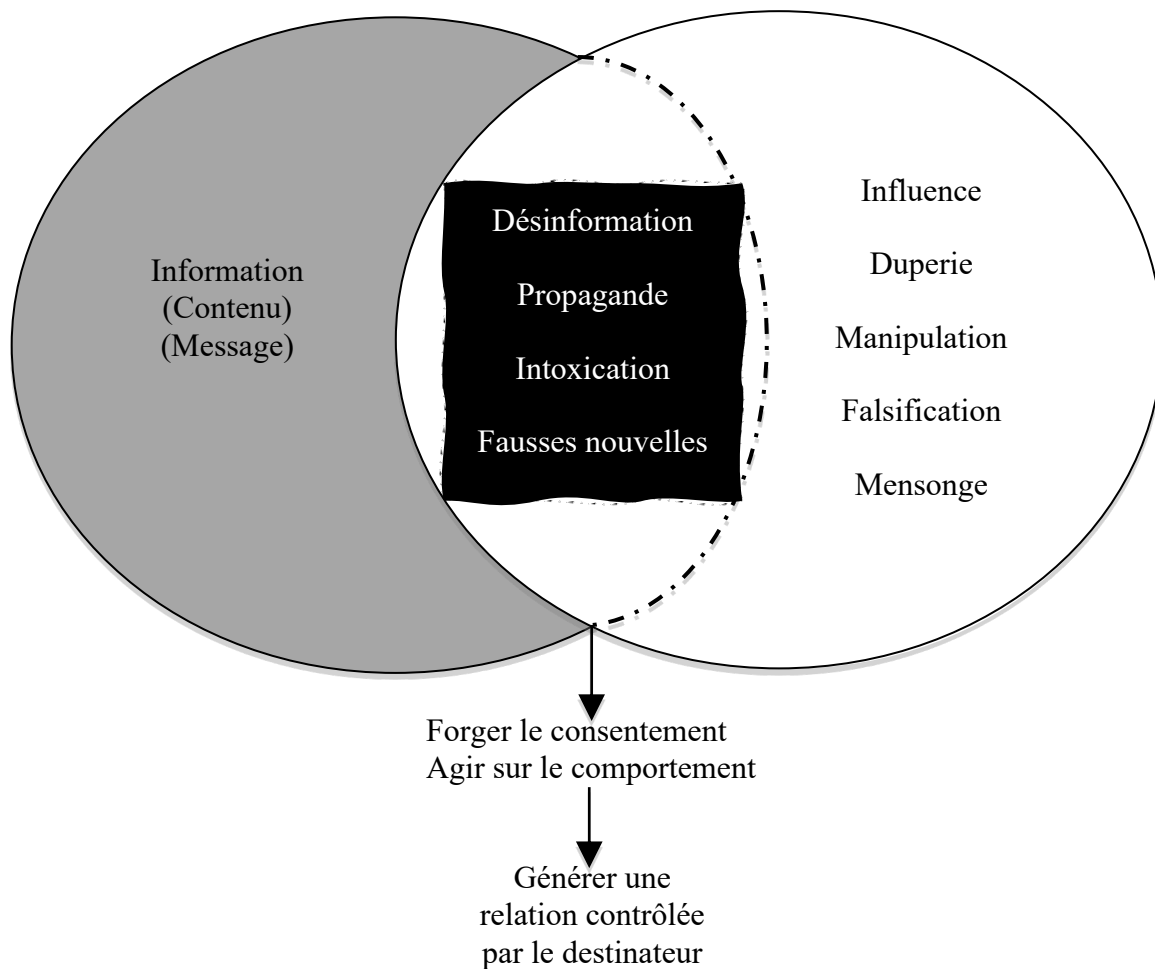 Information
(Contenu)
(Message)
Désinformation
Propagande
Intoxication
Fausses nouvelles
Influence
Duperie
Manipulation
Falsification
Mensonge
Forger le consentement
Agir sur le comportement
Générer une
relation contrôlée
par le destinateur